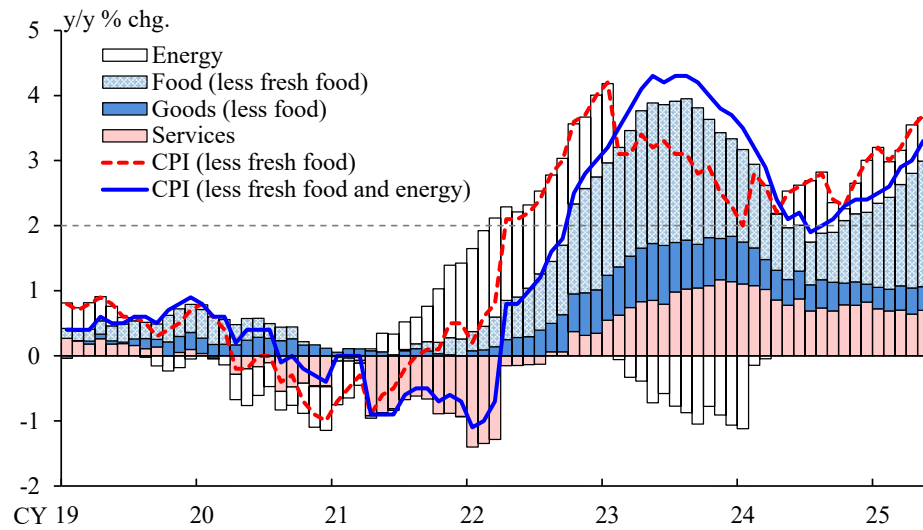 y/y % chg.
5
4
3
2
1
0
-1
-2
Energy
Food (less fresh food)
Goods (less food)
Services
CPI (less fresh food)
CPI (less fresh food and energy)
CY 19 20 21 22 23 24 25